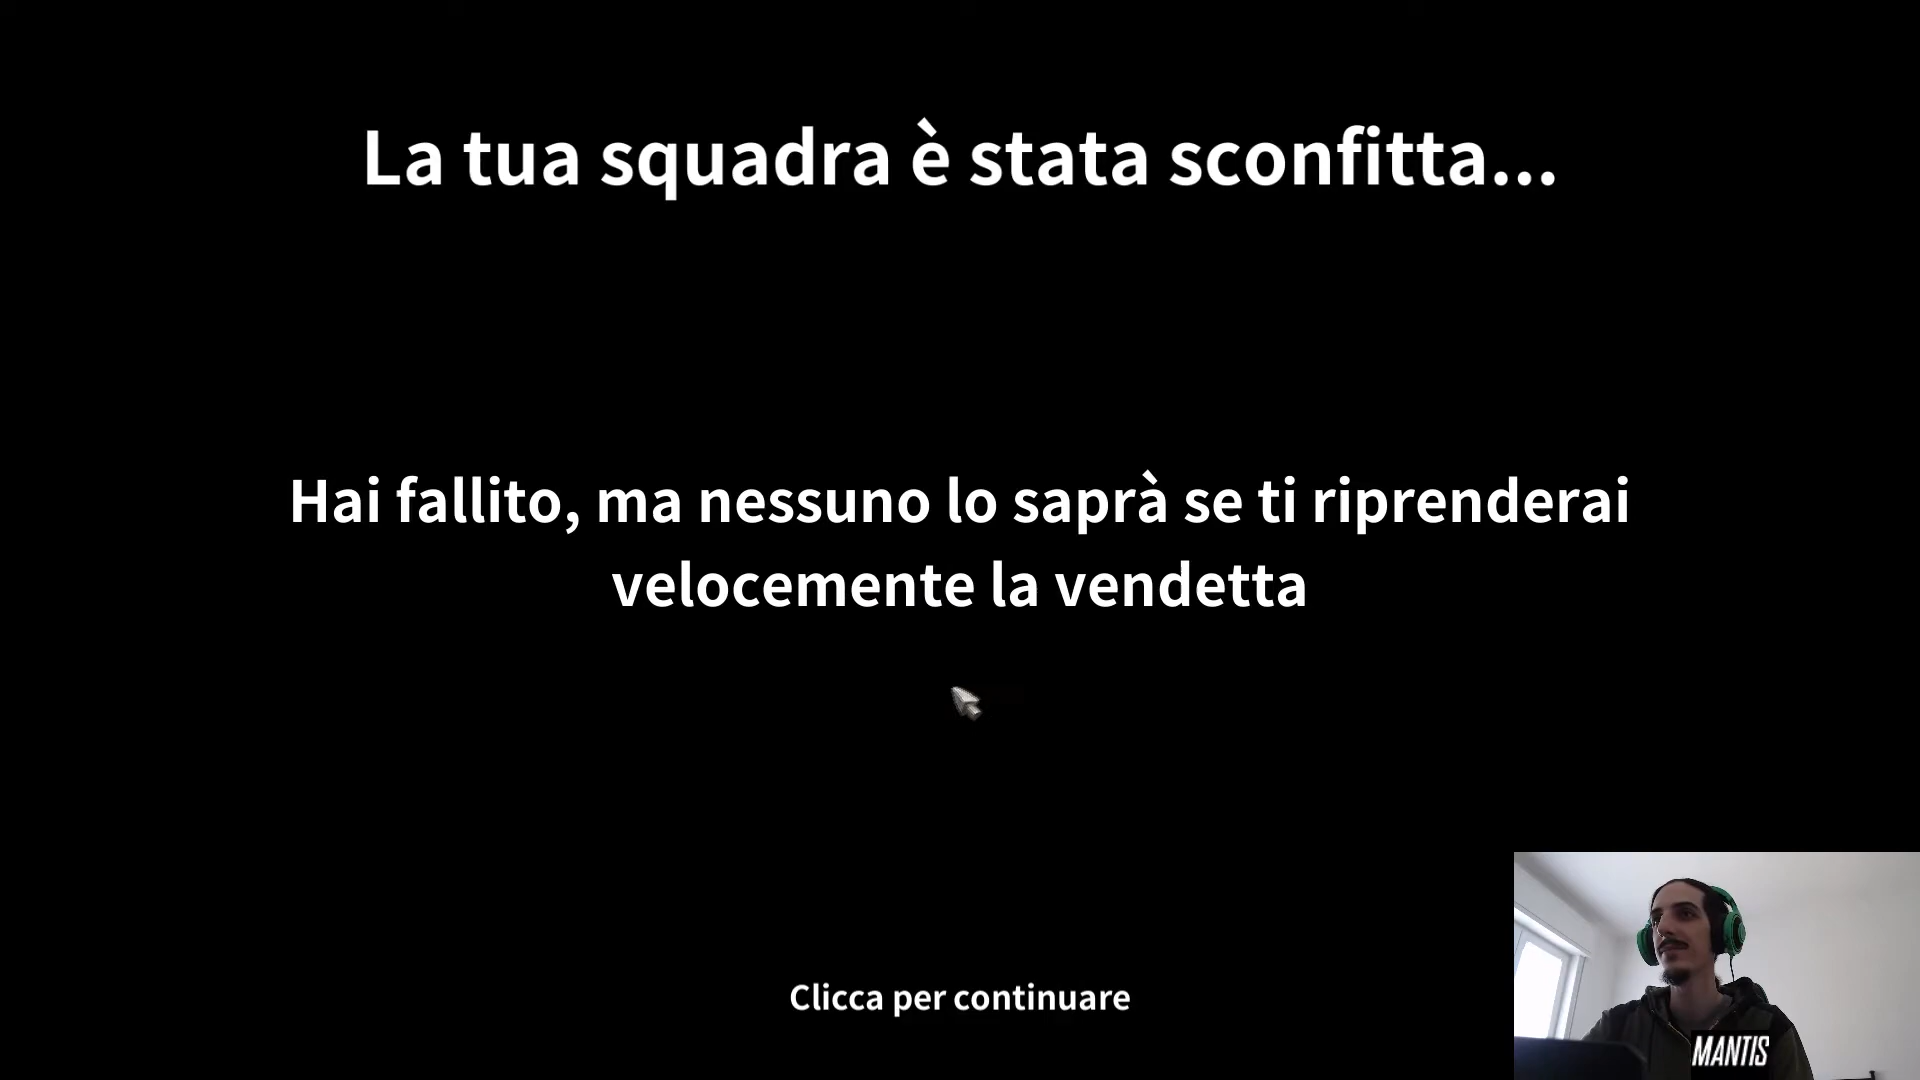 La tua squadra è stata sconfitta...
Hai fallito, ma nessuno lo saprà se ti riprenderai
velocemente la vendetta
Clicca per continuare
MANTIS